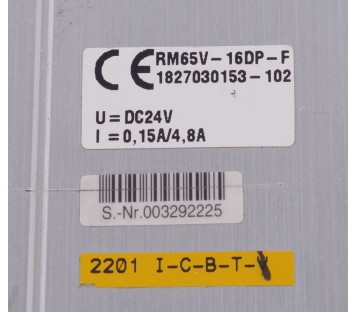 CE RM65V-16DP-F
1827030153-102
U = DC24V
I = 0,15A/4,8A
S.-Nr.003292225
2201 I-C-B-T-